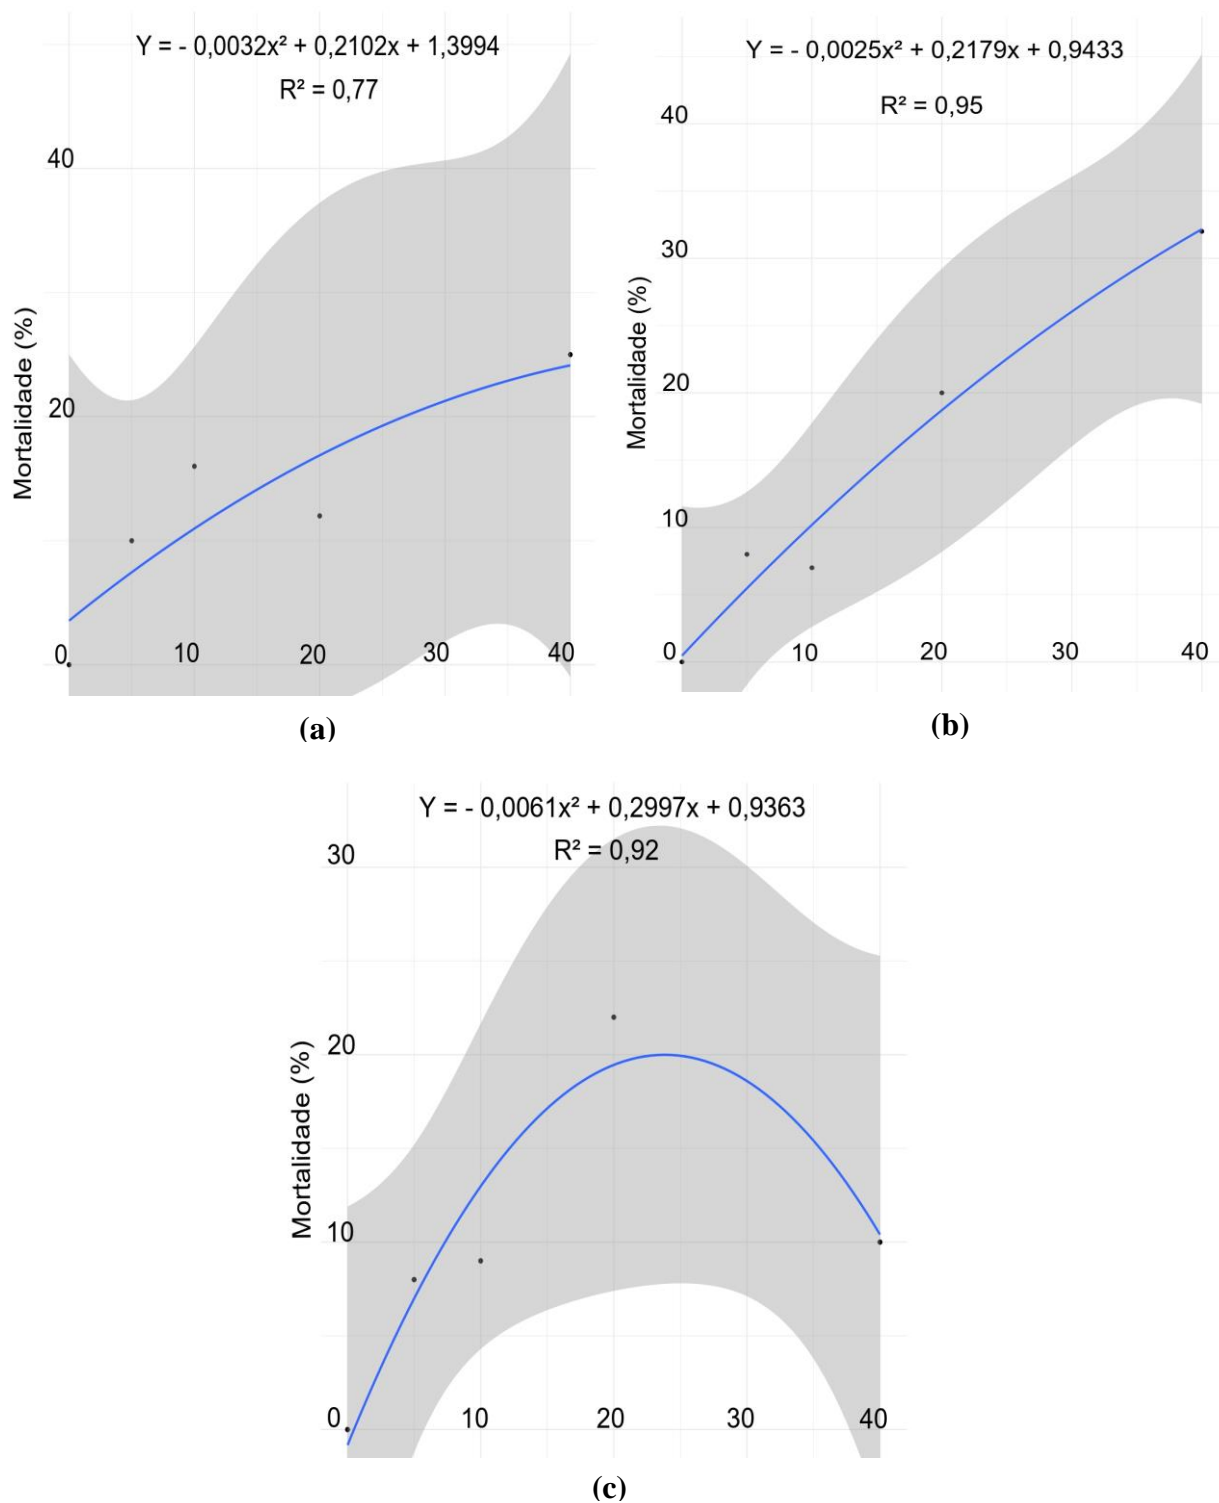 Y = - 0,0032x² + 0,2102x + 1,3994
R² = 0,77
40
20
Mortalidade (%)
0 10 20 30 40
(a)
Y = - 0,0025x² + 0,2179x + 0,9433
R² = 0,95
40
30
20
10
Mortalidade (%)
0 10 20 30 40
(b)
Y = - 0,0061x² + 0,2997x + 0,9363
R² = 0,92
30
20
10
Mortalidade (%)
0 10 20 30 40
(c)